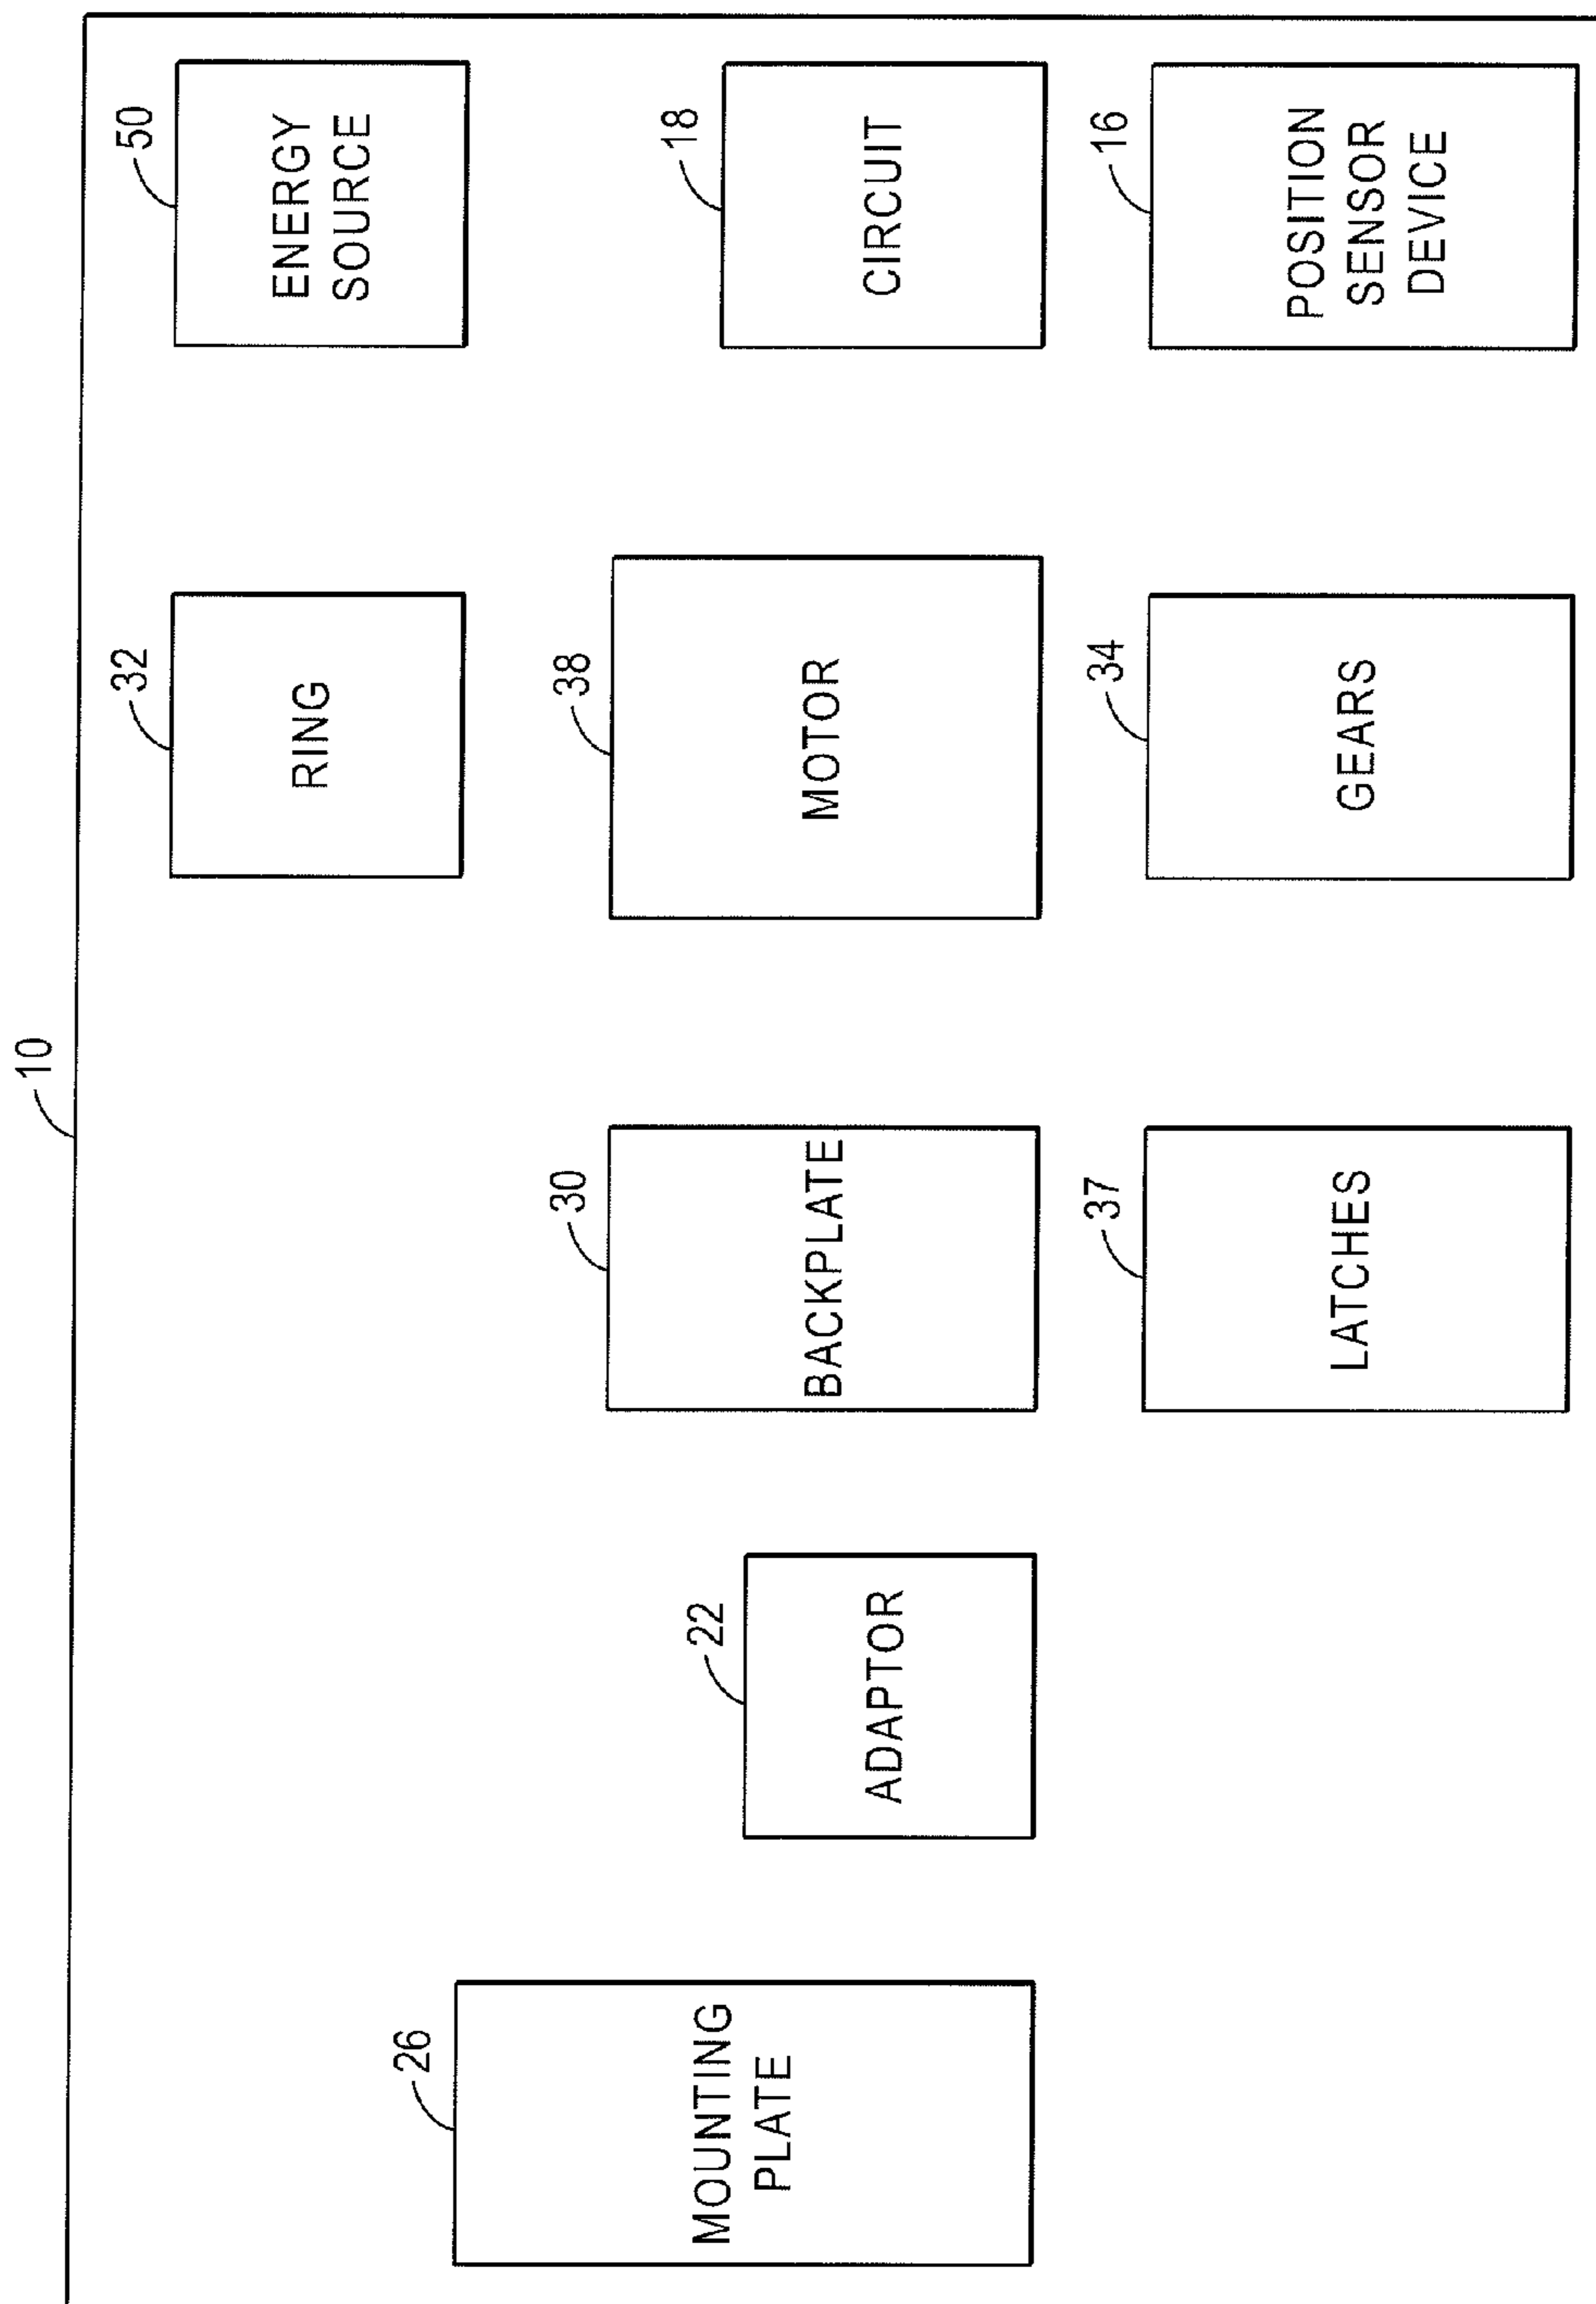 10
26
MOUNTING
PLATE
22
ADAPTOR
30
BACKPLATE
37
LATCHES
32
RING
38
MOTOR
34
GEARS
50
ENERGY
SOURCE
18
CIRCUIT
16
POSITION
SENSOR
DEVICE